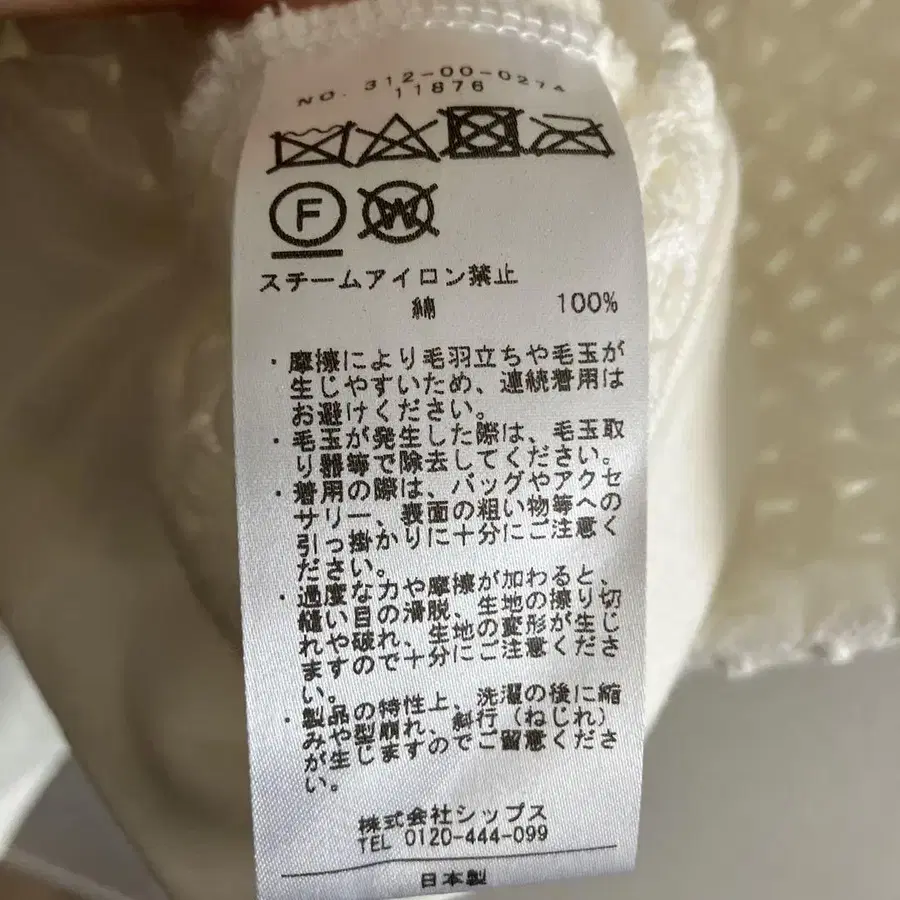 NO. 312-00-0274
11876
F W
スチームアイロン禁止
綿 100%
・摩擦により毛羽立ちや毛玉が
生じやすいため、連続着用は
お避けください。
・毛玉が発生した際は、毛玉取
り器等で除去してください。
・着用の際は、バッグやアクセ
サリー、表面の粗い物等への
引っ掛かりに十分にご注意く
ださい。
・過度な力や摩擦が加わると、
縫い目の滑脱、生地の擦り切
れや破れ、生地の変形が生じ
ますので十分にご注意くださ
い。
・製品の特性上、洗濯の後に縮
みや型崩れ、斜行（ねじれ）
が生じますのでご留意くださ
い。
株式会社シップス
TEL 0120-444-099
日本製